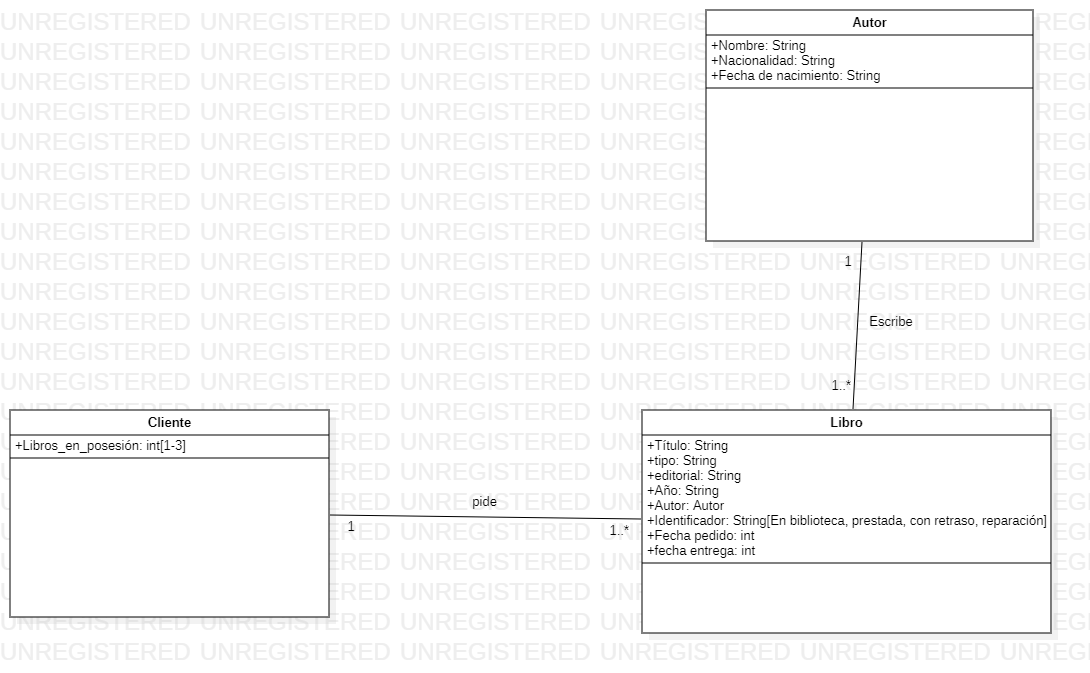 Autor
+Nombre: String
+Nacionalidad: String
+Fecha de nacimiento: String
1
Escribe
1..*
Cliente
+Libros_en_posesión: int[1-3]
pide
1
1..*
Libro
+Título: String
+tipo: String
+editorial: String
+Año: String
+Autor: Autor
+Identificador: String[En biblioteca, prestada, con retraso, reparación]
+Fecha pedido: int
+fecha entrega: int
UNREGISTERED